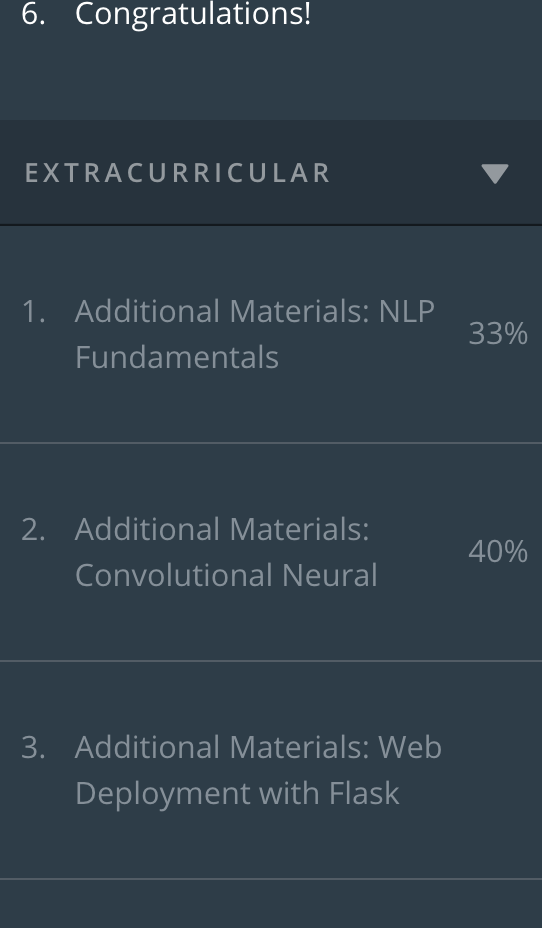 6. Congratulations!
EXTRACURRICULAR
1. Additional Materials: NLP
Fundamentals
33%
2. Additional Materials:
Convolutional Neural
40%
3. Additional Materials: Web
Deployment with Flask